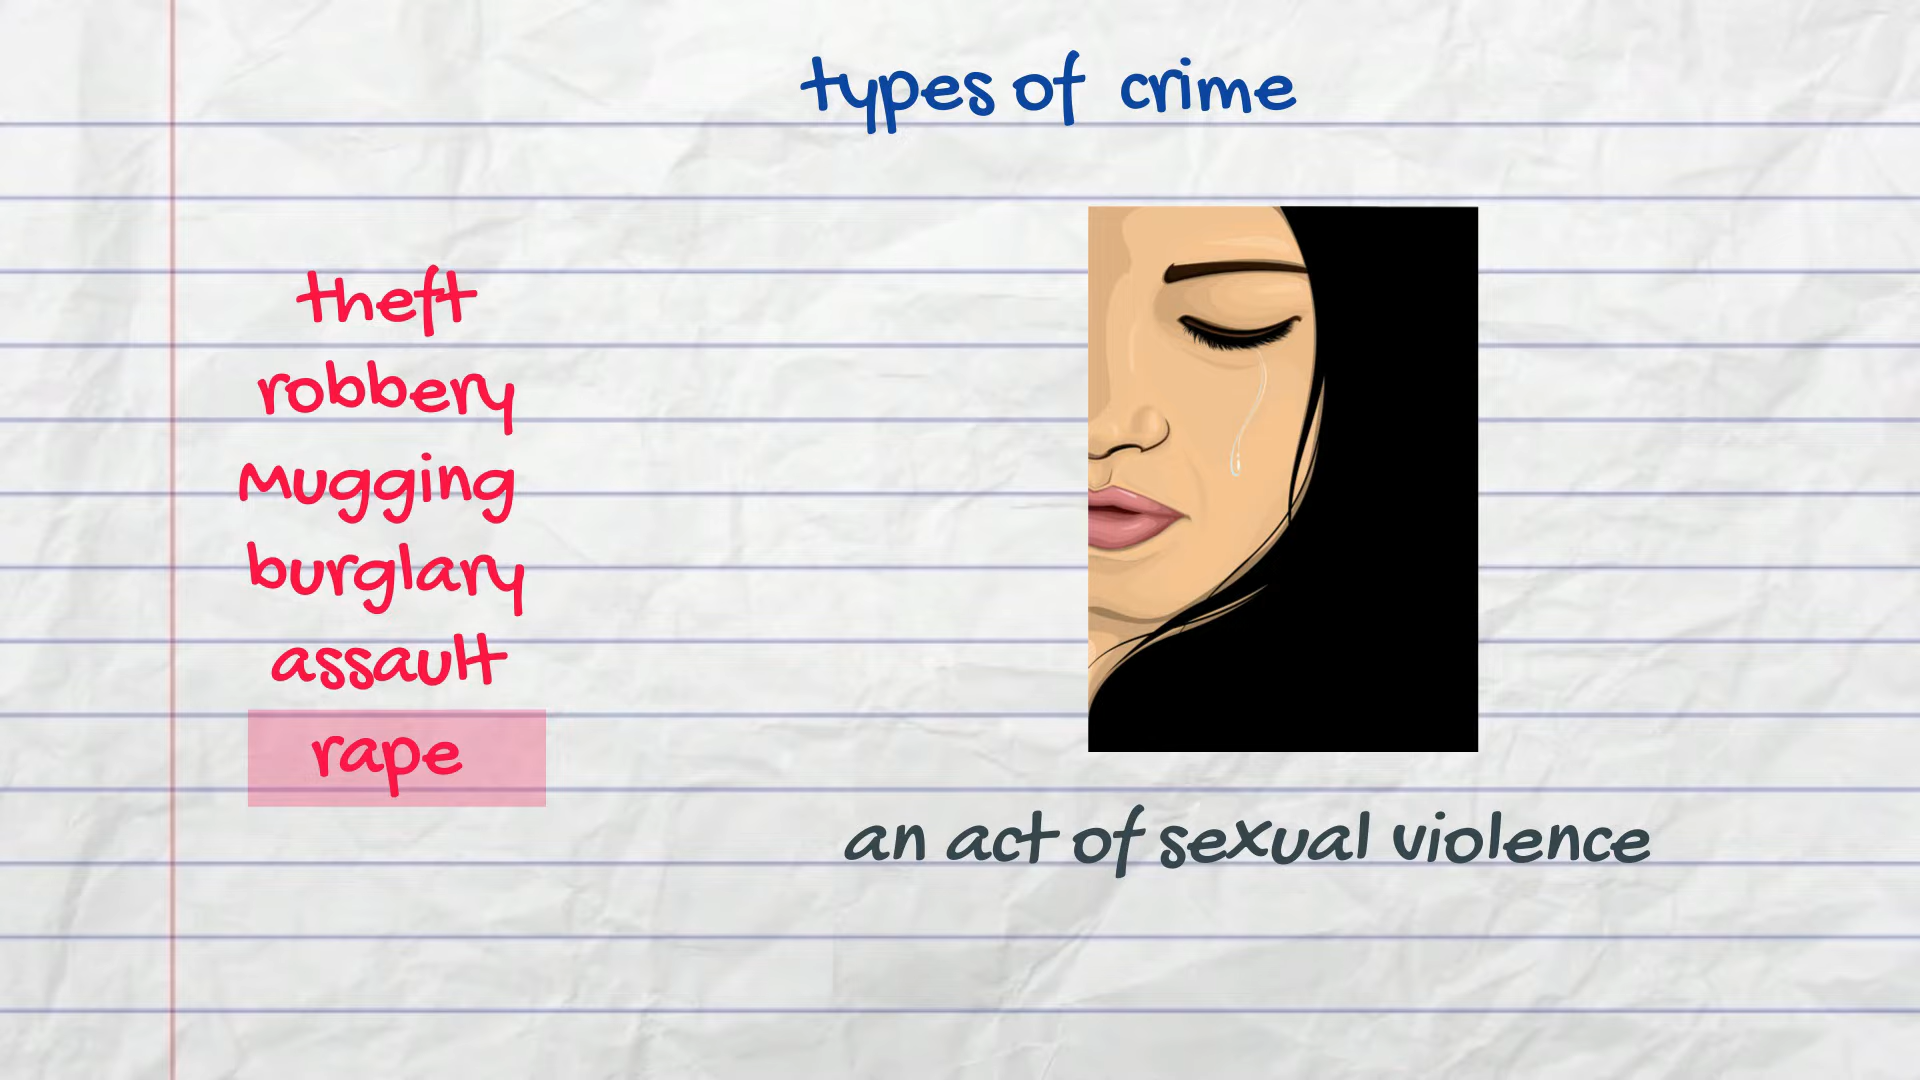 types of crime
theft
robbery
Mugging
burglary
assault
rape
an act of sexual violence